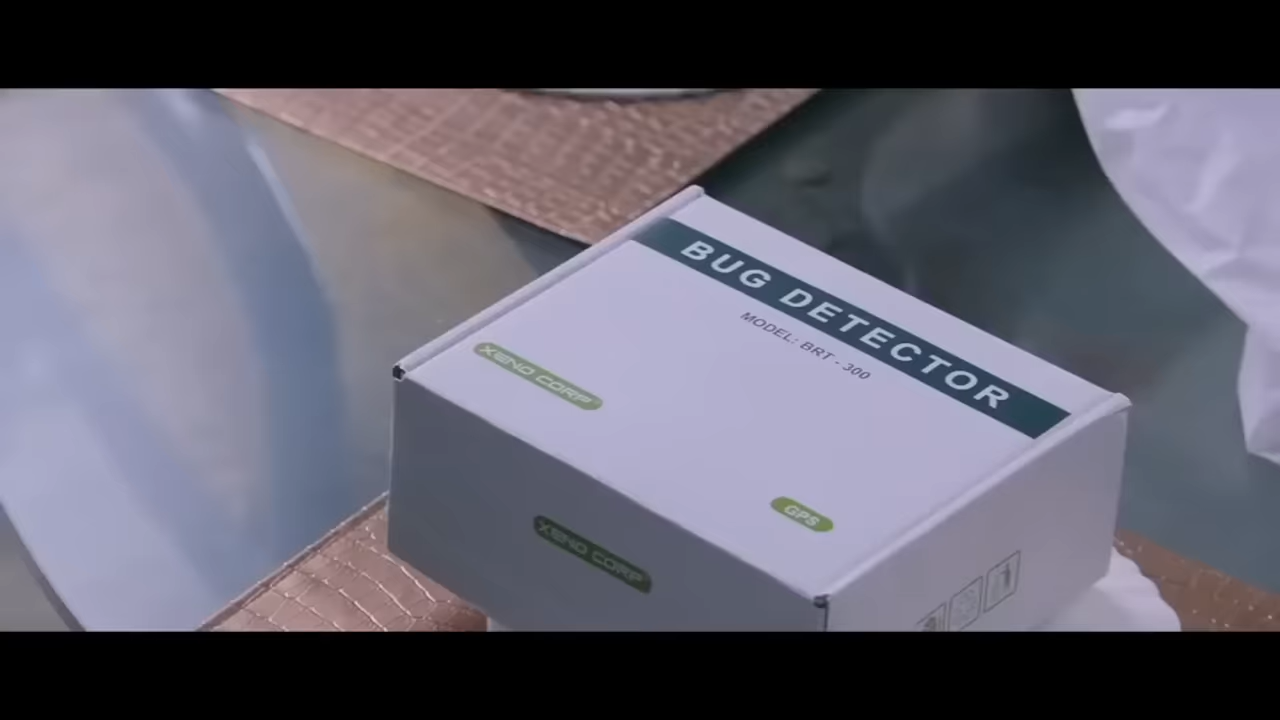 BUG DETECTOR
MODEL: BRT - 300
XENO CORP
GPS
XENO CORP